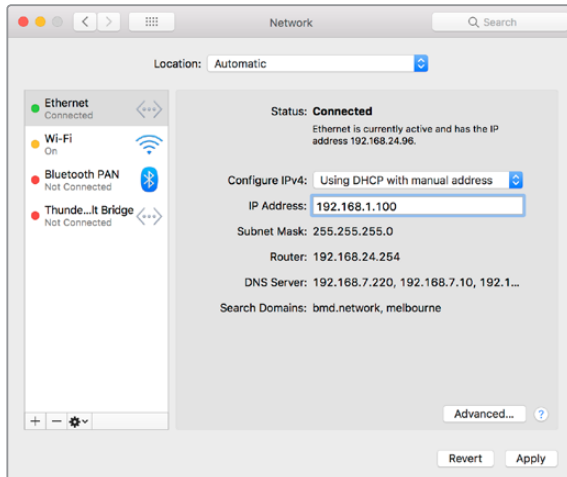 Network
Search
Location: Automatic
Ethernet
Connected
Wi-Fi
On
Bluetooth PAN
Not Connected
Thunde...lt Bridge
Not Connected
Status: Connected
Ethernet is currently active and has the IP
address 192.168.24.96.
Configure IPv4: Using DHCP with manual address
IP Address: 192.168.1.100
Subnet Mask: 255.255.255.0
Router: 192.168.24.254
DNS Server: 192.168.7.220, 192.168.7.10, 192.1...
Search Domains: bmd.network, melbourne
Advanced... ?
Revert Apply